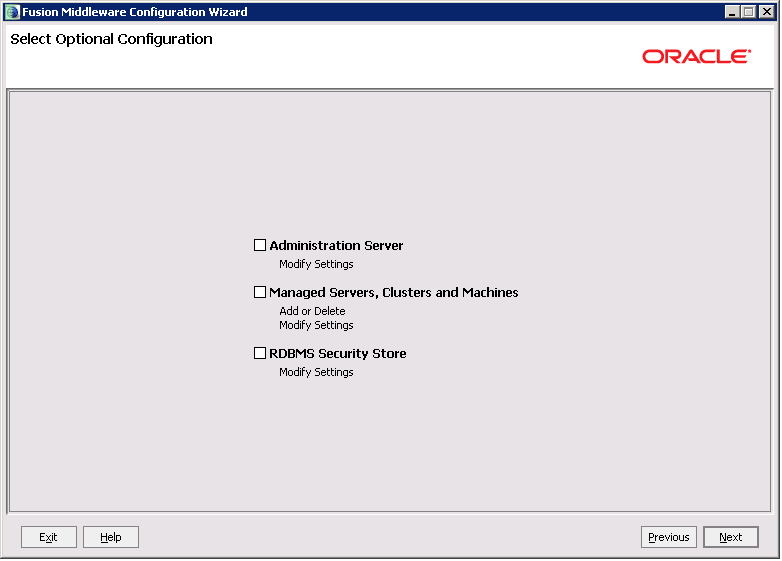 Fusion Middleware Configuration Wizard
Select Optional Configuration
ORACLE
Administration Server
Modify Settings
Managed Servers, Clusters and Machines
Add or Delete
Modify Settings
RDBMS Security Store
Modify Settings
Exit
Help
Previous
Next